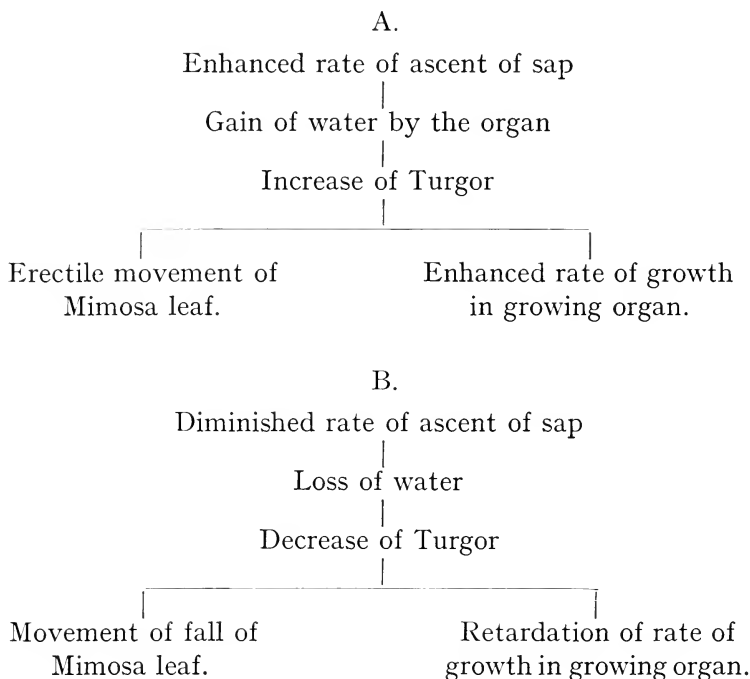 A.
Enhanced rate of ascent of sap
Gain of water by the organ
Increase of Turgor
Erectile movement of
Mimosa leaf.
Enhanced rate of growth
in growing organ.
B.
Diminished rate of ascent of sap
Loss of water
Decrease of Turgor
Movement of fall of
Mimosa leaf.
Retardation of rate of
growth in growing organ.